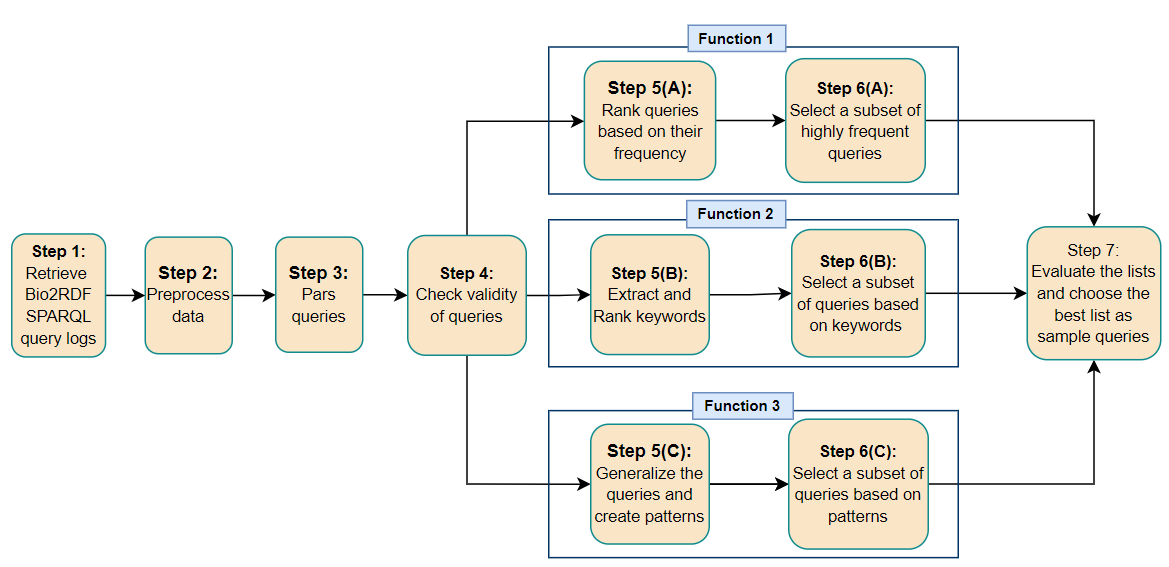 Step 1:
Retrieve
Bio2RDF
SPARQL
query logs
Step 2:
Preprocess
data
Step 3:
Pars
queries
Step 4:
Check validity
of queries
Function 1
Step 5(A):
Rank queries
based on their
frequency
Step 6(A):
Select a subset of
highly frequent
queries
Function 2
Step 5(B):
Extract and
Rank keywords
Step 6(B):
Select a subset
of queries based
on keywords
Function 3
Step 5(C):
Generalize the
queries and
create patterns
Step 6(C):
Select a subset of
queries based on
patterns
Step 7:
Evaluate the lists
and choose the
best list as
sample queries